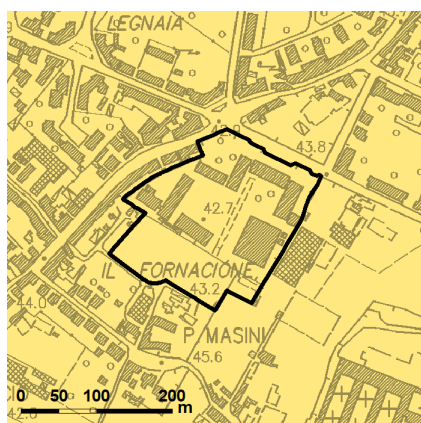 LEGNAIA
43.8
42.7
IL FORNACIONE
43.2
44.0
P. MASINI
45.6
0 50 100 200
m